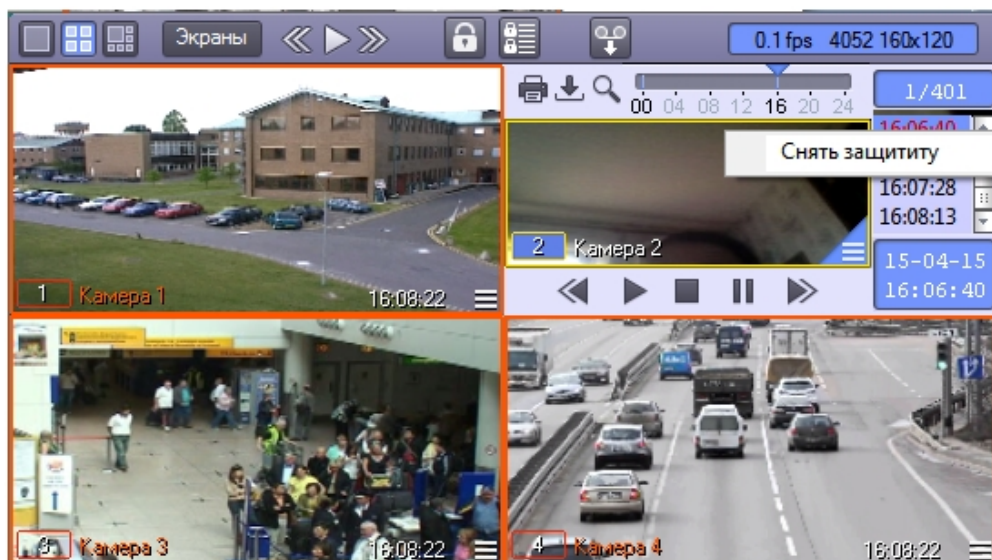 Экраны
0.1 fps 4052 160x120
00 04 08 12 16 20 24
1/401
16:06:40
Снять защититу
16:07:28
16:08:13
2 Камера 2
15-04-15
16:06:40
1 Камера 1 16:08:22
3 Камера 3 16:08:22
4 Камера 4 16:08:22